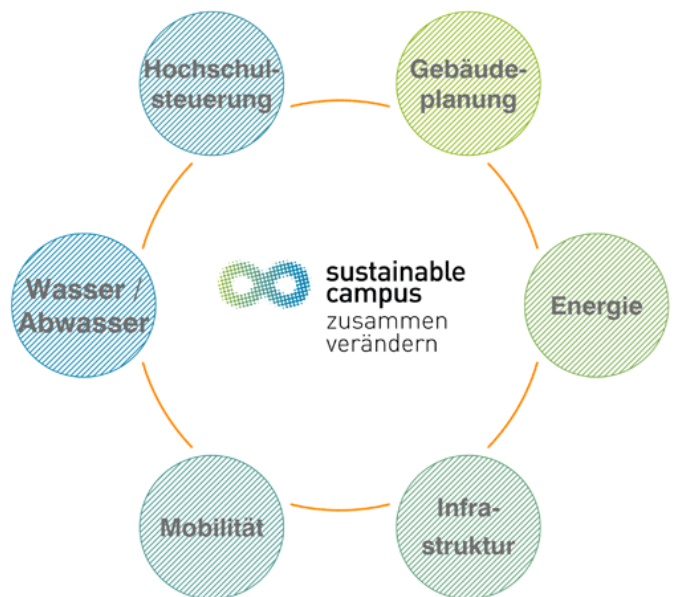 Hochschul-
steuerung
Gebäude-
planung
Wasser /
Abwasser
sustainable
campus
zusammen
verändern
Energie
Mobilität
Infra-
struktur